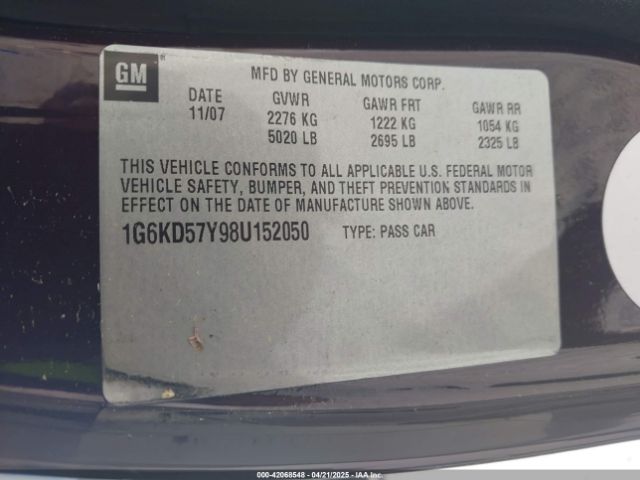 GM
MFD BY GENERAL MOTORS CORP.
DATE GVWR GAWR FRT GAWR RR
11/07 2276 KG 1222 KG 1054 KG
5020 LB 2695 LB 2325 LB
THIS VEHICLE CONFORMS TO ALL APPLICABLE U.S. FEDERAL MOTOR
VEHICLE SAFETY, BUMPER, AND THEFT PREVENTION STANDARDS IN
EFFECT ON THE DATE OF MANUFACTURE SHOWN ABOVE.
1G6KD57Y98U152050 TYPE: PASS CAR
000-42068548 - 04/21/2025 - IAA Inc.